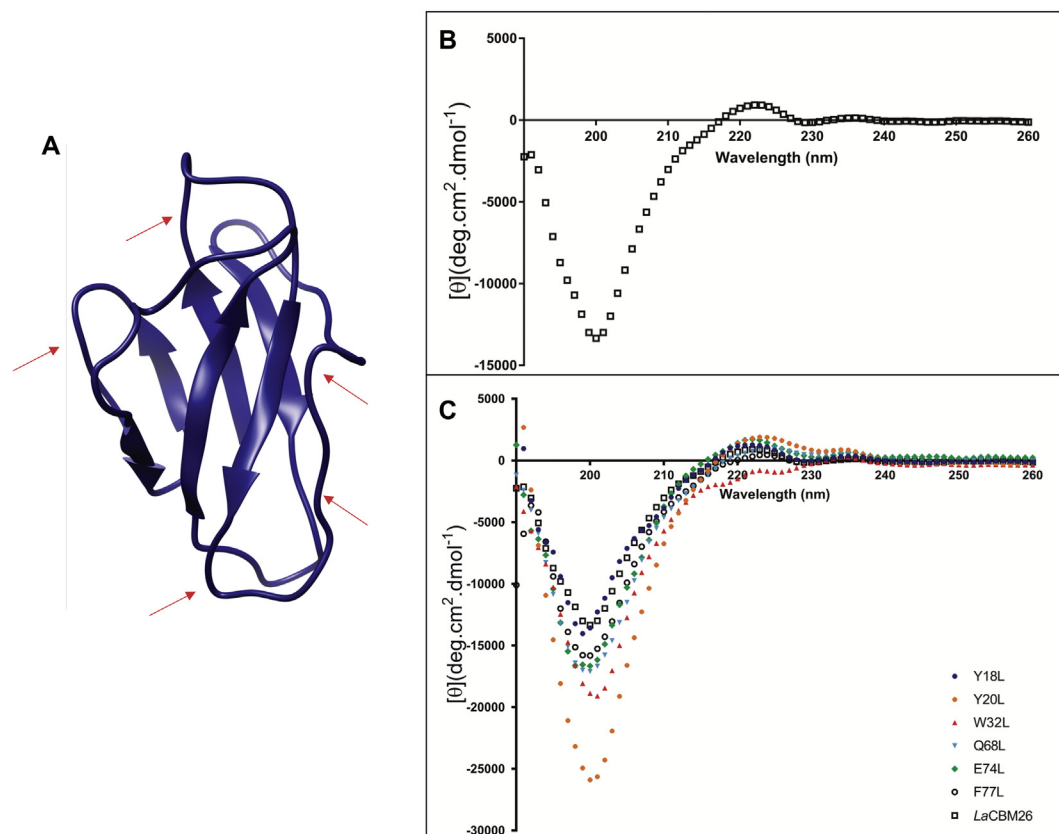 A
B
5000
0
-5000
-10000
-15000
200
210
220
230
240
250
260
Wavelength (nm)
[θ](deg.cm².dmol⁻¹)
C
5000
0
-5000
-10000
-15000
-20000
-25000
-30000
200
210
220
230
240
250
260
Wavelength (nm)
[θ](deg.cm².dmol⁻¹)
Y18L
Y20L
W32L
Q68L
E74L
F77L
LaCBM26